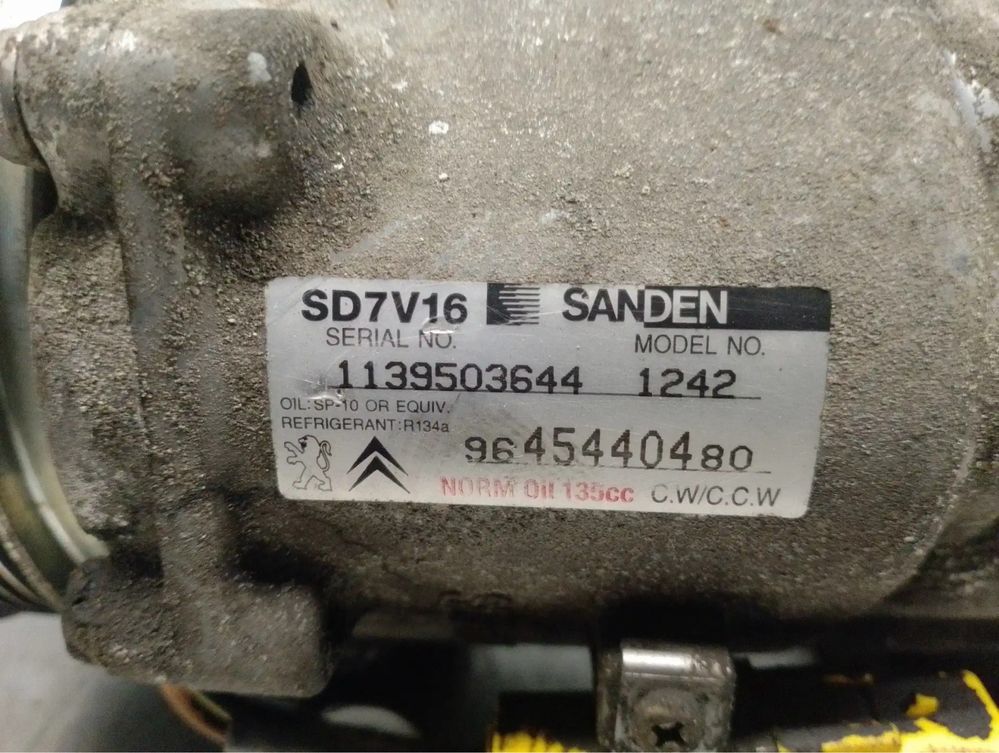 SD7V16 SANDEN
SERIAL NO. MODEL NO.
1139503644 1242
OIL:SP-10 OR EQUIV.
REFRIGERANT:R134a
9645440480
NORM Oil 135cc C.W/C.C.W